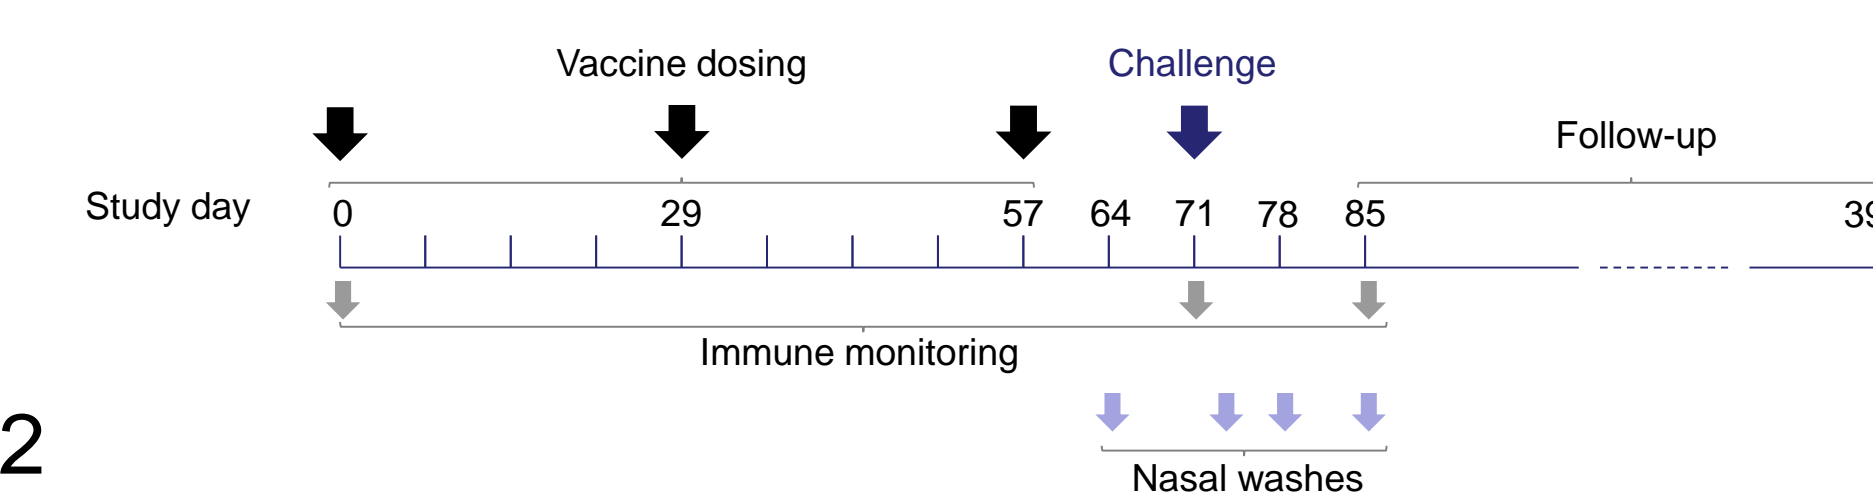 Vaccine dosing
Challenge
Follow-up
Study day
0 29 57 64 71 78 85
Immune monitoring
2
Nasal washes